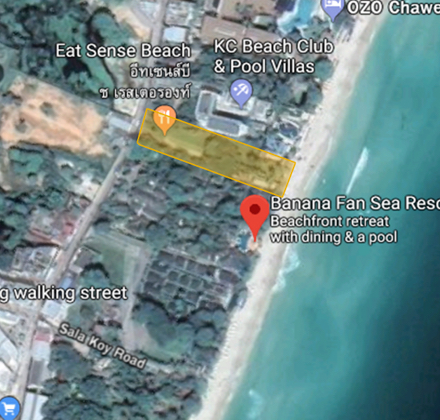 OZO Chawe
Eat Sense Beach
อีทเซนส์บี
ช เรสเตอรองท์
KC Beach Club
& Pool Villas
Banana Fan Sea Reso
Beachfront retreat
with dining & a pool
g walking street
Sala Koy Road